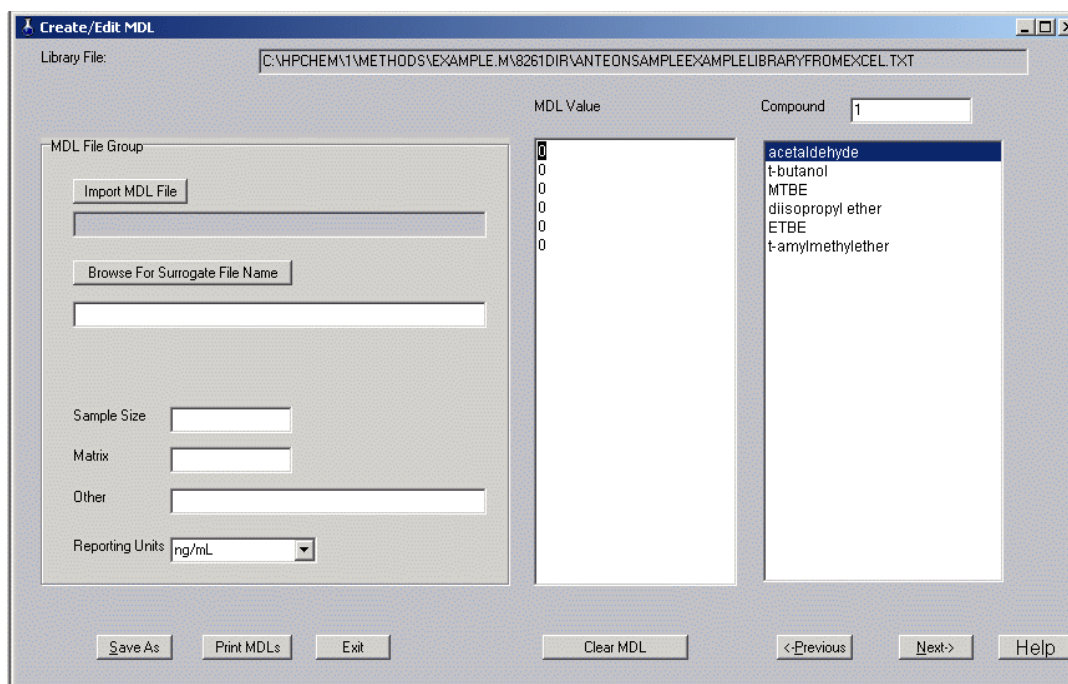 Create/Edit MDL
Library File:
C:\HPCHEM\1\METHODS\EXAMPLE.M\8261DIR\ANTEONSAMPLEEXAMPLELIBRARYFROMEXCEL.TXT
MDL Value
Compound
1
MDL File Group
Import MDL File
Browse For Surrogate File Name
Sample Size
Matrix
Other
Reporting Units
ng/mL
0
0
0
0
0
0
acetaldehyde
t-butanol
MTBE
diisopropyl ether
ETBE
t-amylmethylether
Save As
Print MDLs
Exit
Clear MDL
<-Previous
Next->
Help